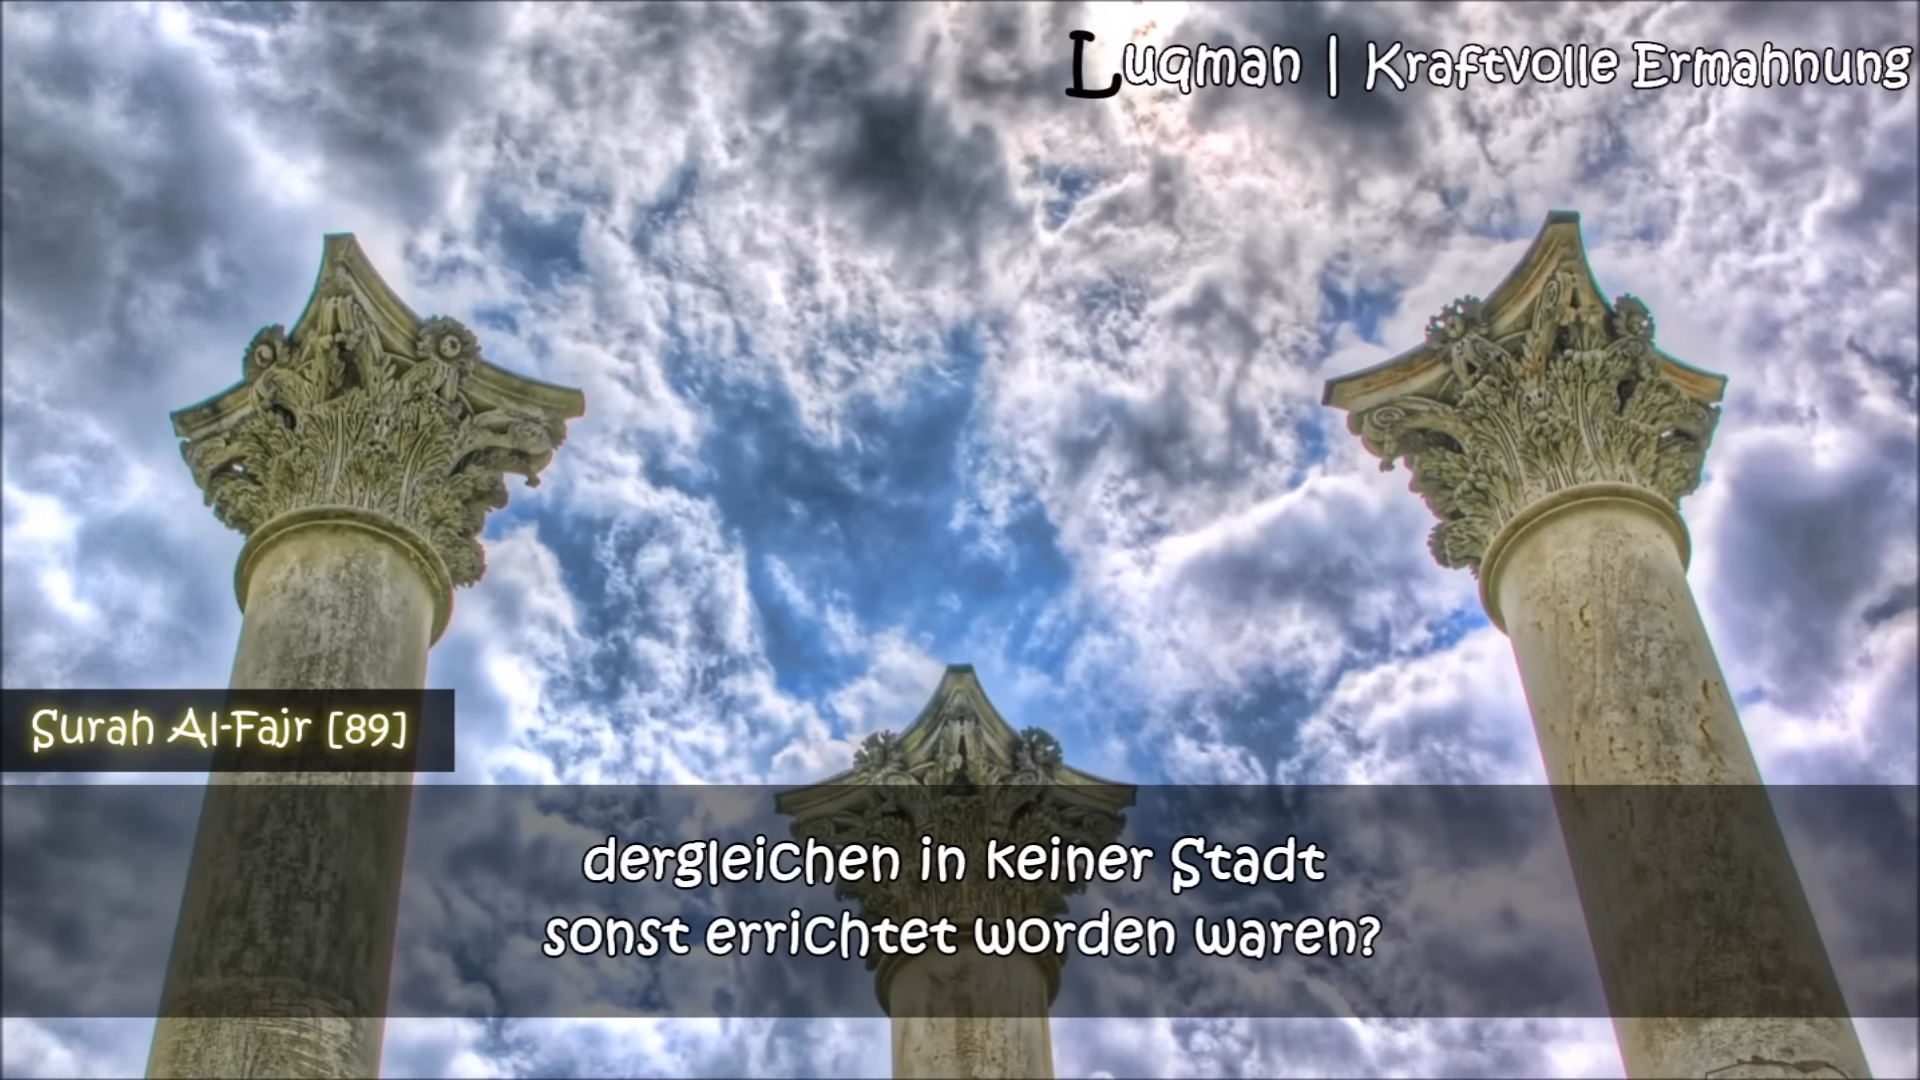 Luqman | Kraftvolle Ermahnung
Surah Al-Fajr [89]
dergleichen in keiner Stadt
sonst errichtet worden waren?